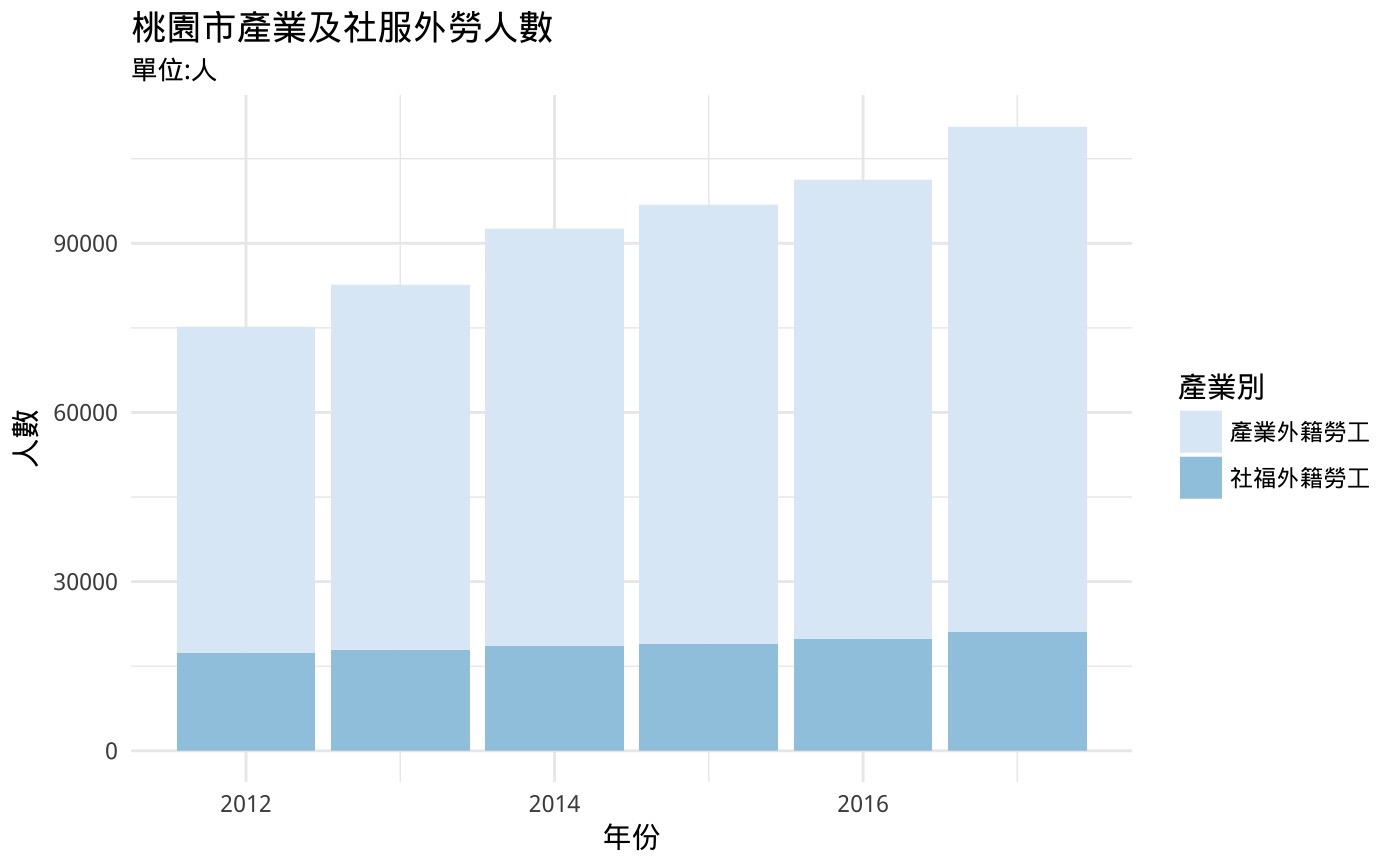 桃園市產業及社服外勞人數
單位:人
人數
90000
60000
30000
0
2012
2014
2016
年份
產業別
產業外籍勞工
社福外籍勞工